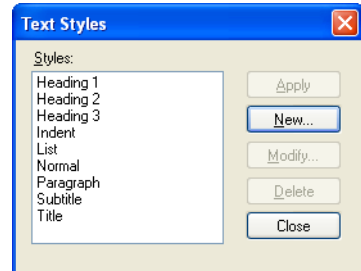 Text Styles
Styles:
Heading 1
Heading 2
Heading 3
Indent
List
Normal
Paragraph
Subtitle
Title
Apply
New...
Modify...
Delete
Close